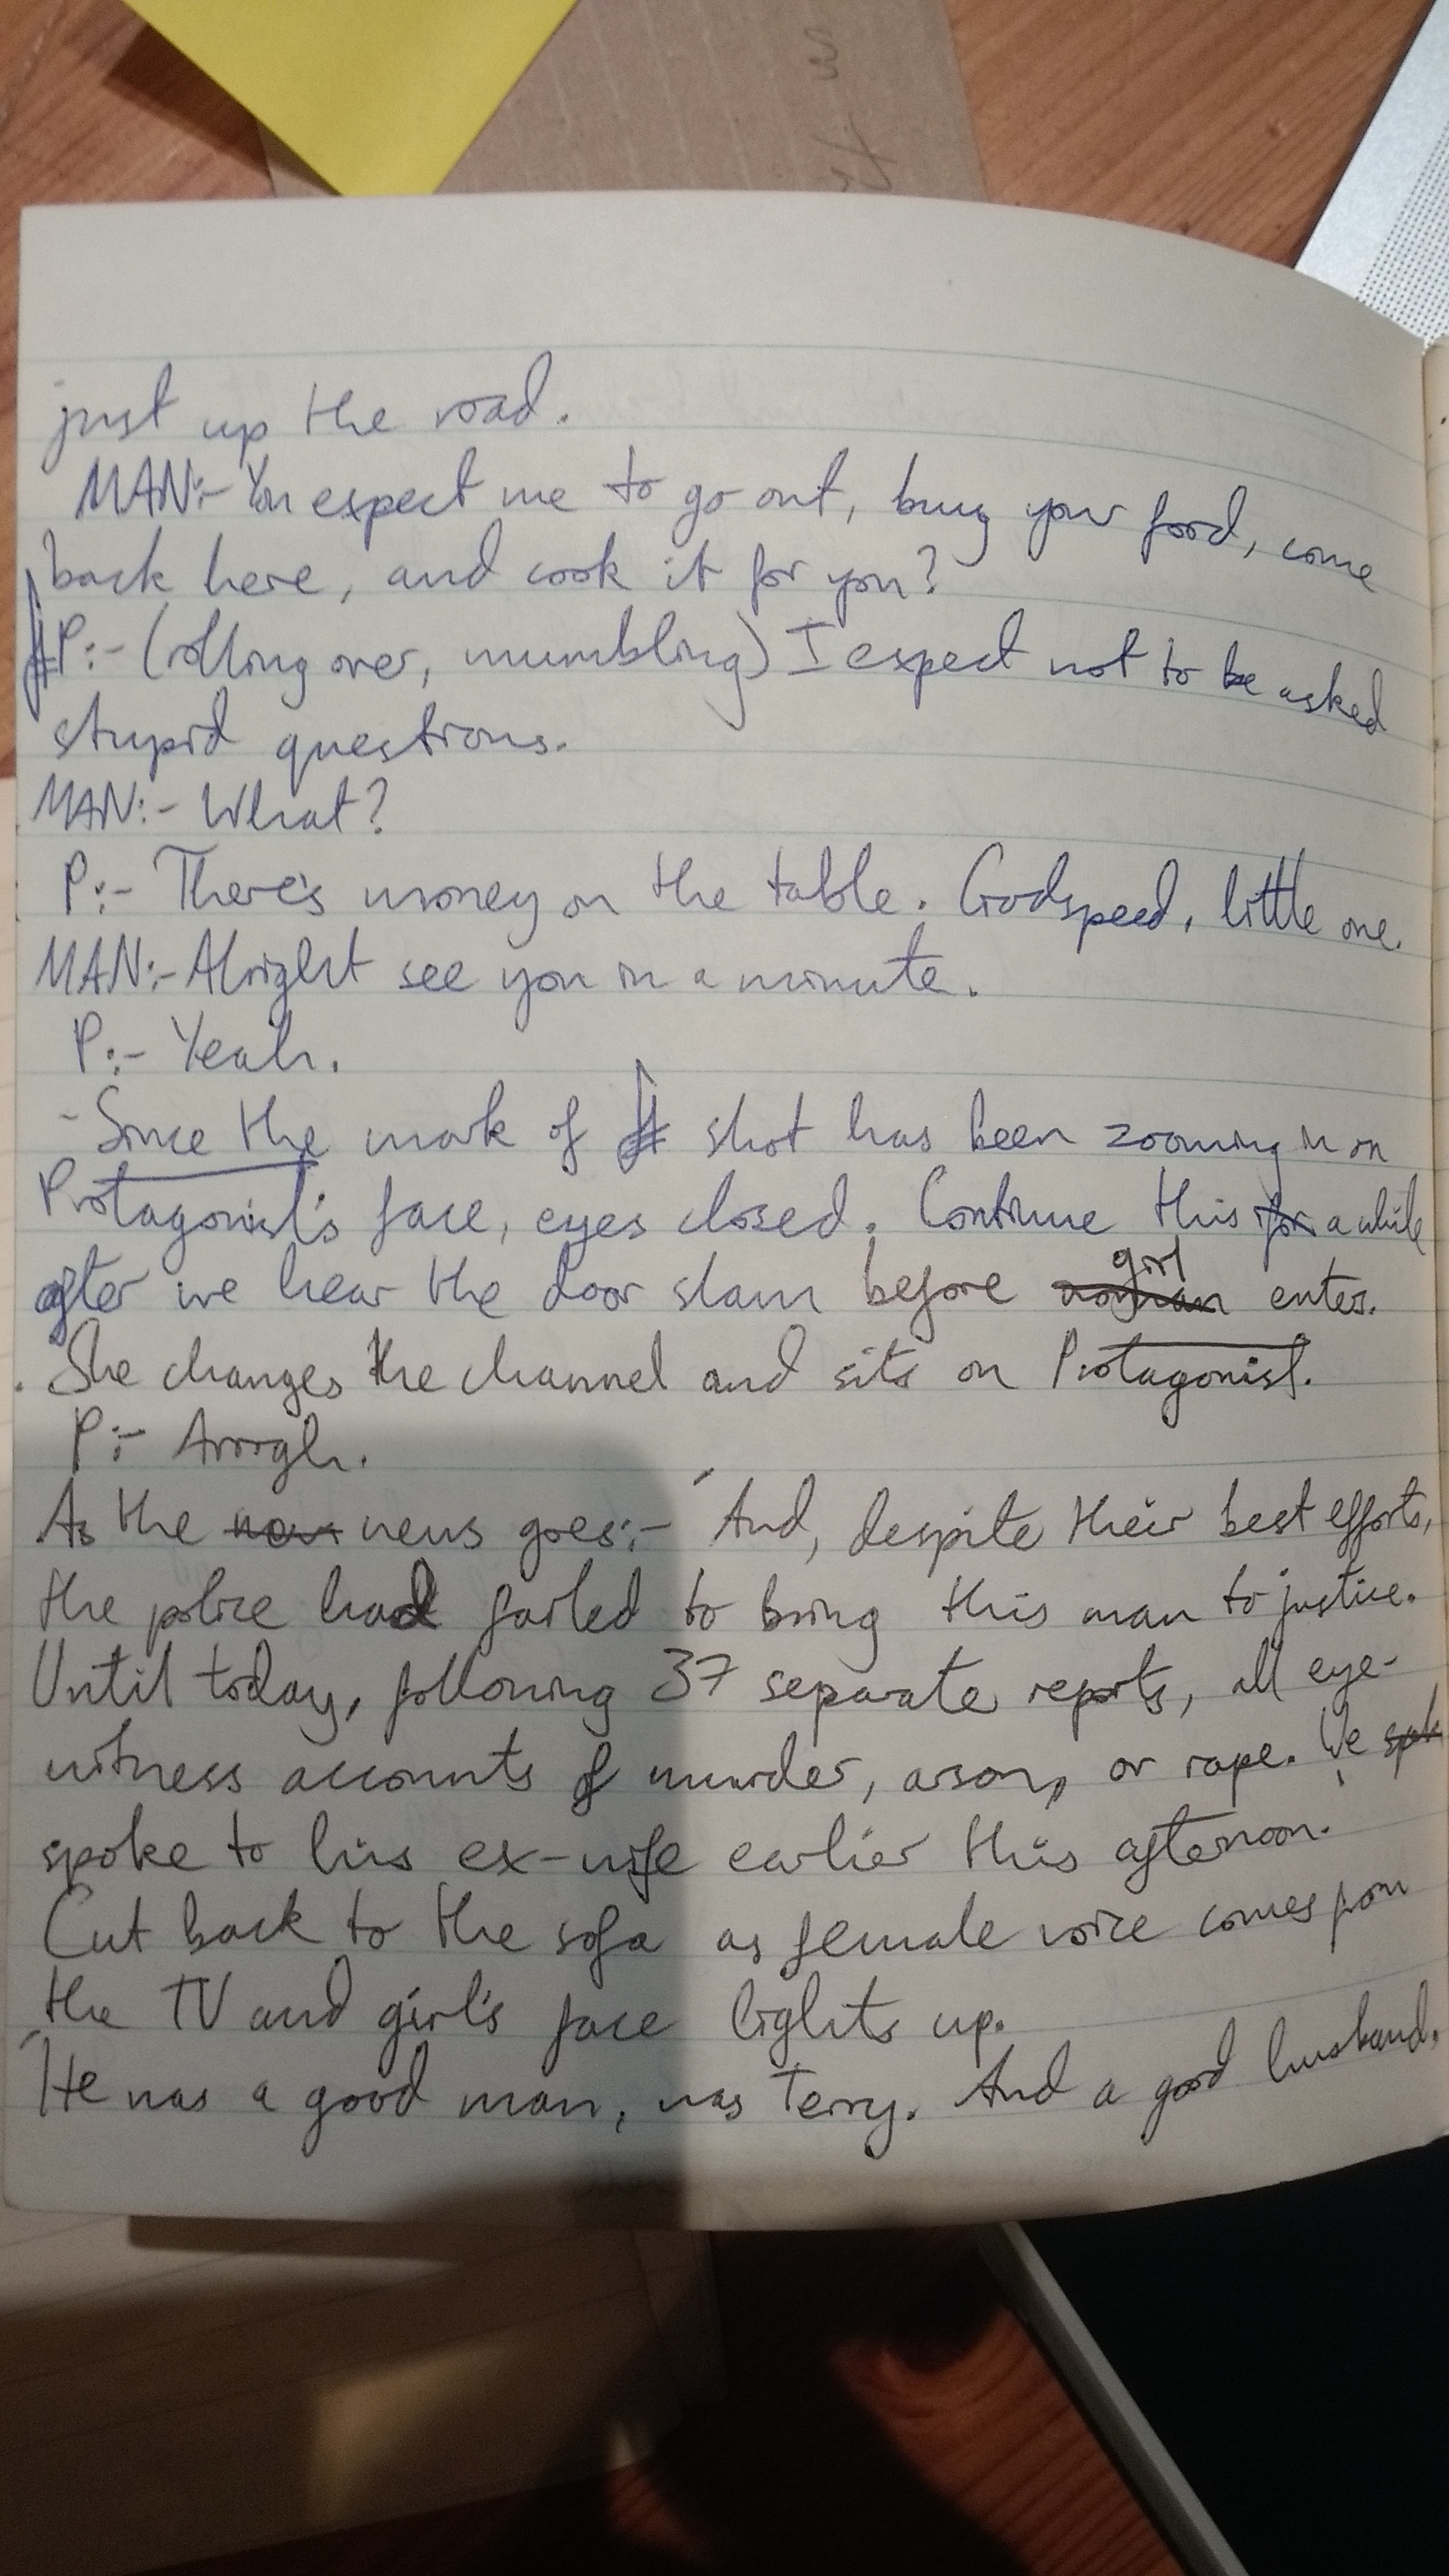 just up the road.
MAN:- You expect me to go out, buy your food, come
back here, and cook it for you?
P:- (rolling over, mumbling) I expect not to be asked
stupid questions.
MAN:- What?
P:- There's money on the table. Godspeed, little one.
MAN:- Alright see you in a minute.
P:- Yeah.
- Since the mark of # shot has been zooming in on
Protagonist's face, eyes closed. Continue this for a while
after we hear the door slam before woman girl enter.
She changes the channel and sits on Protagonist.
P:- Arrrgh.
As the news goes:- 'And, despite their best efforts,
the police had failed to bring this man to justice.
Until today, following 37 separate reports, all eye-
witness accounts of murder, arson, or rape. We
spoke to his ex-wife earlier this afternoon.'
Cut back to the sofa as female voice comes from
the TV and girl's face lights up.
'He was a good man, was Terry. And a good husband.